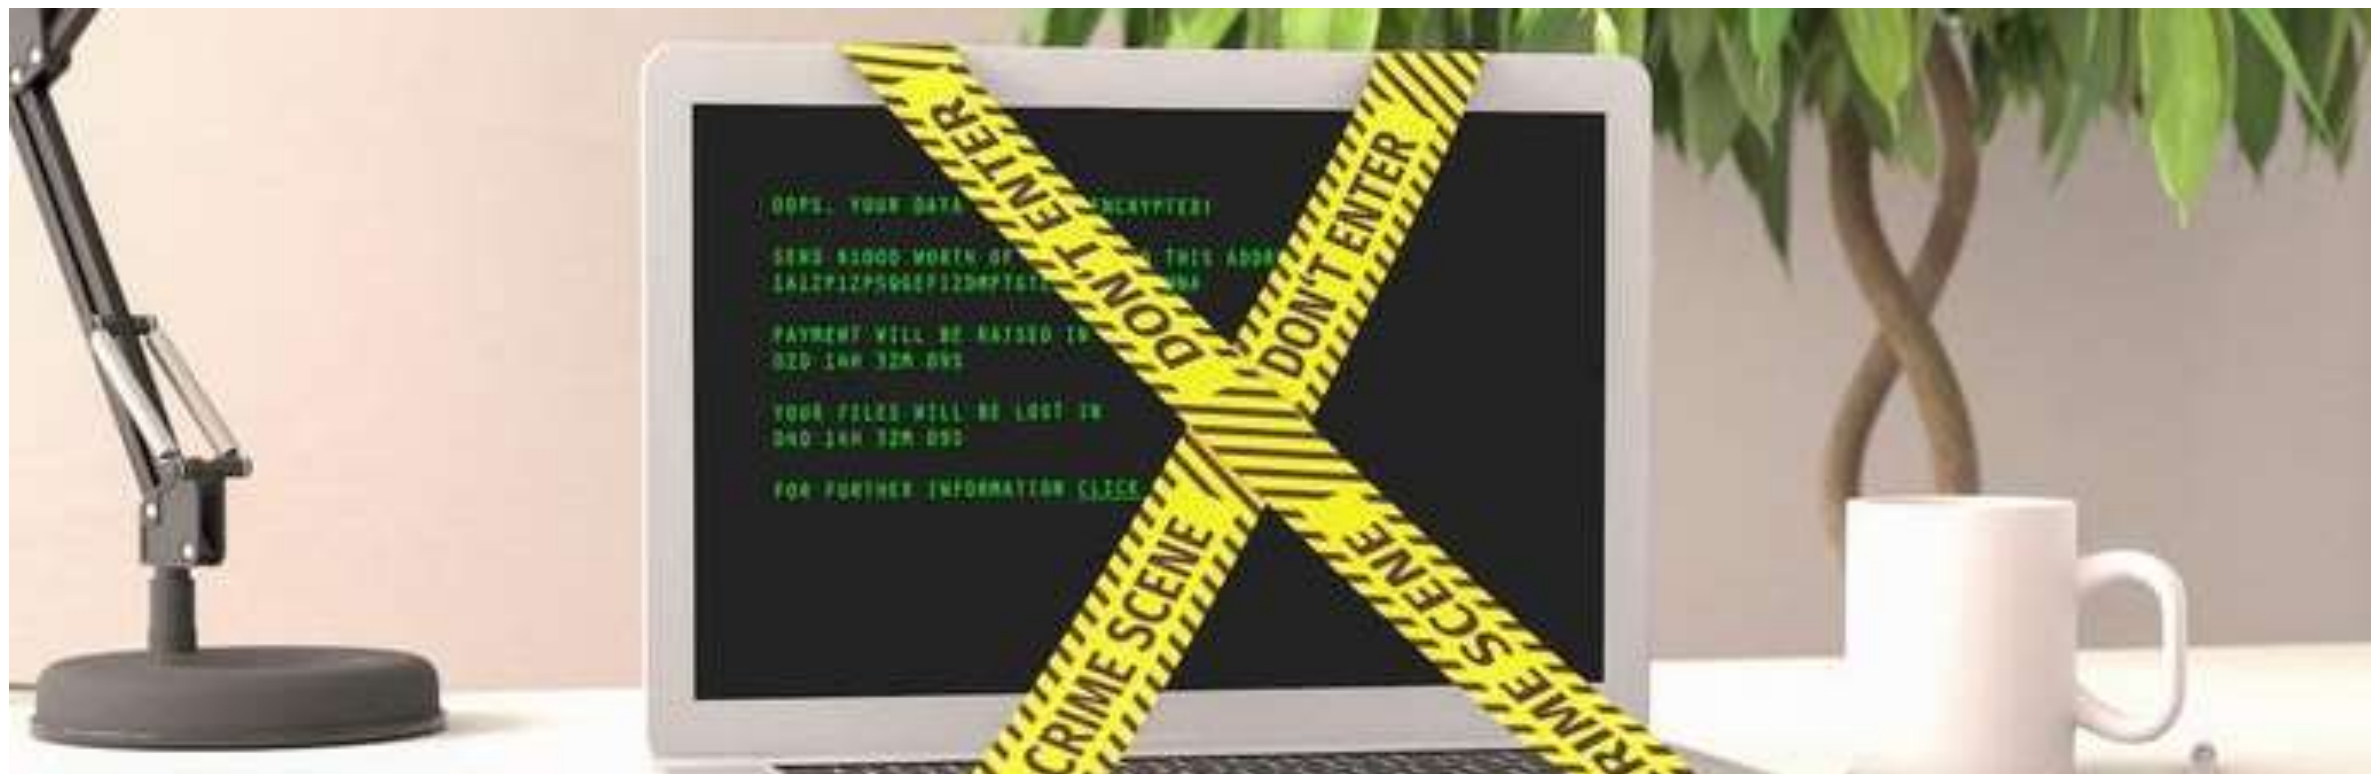 OOPS, YOUR DATA ENCRYPTED!
SEND $1000 WORTH OF THIS
PAYMENT WILL BE RAISED IN
02D 14H 32M 09S
YOUR FILES WILL BE LOST IN
04D 14H 32M 09S
FOR FURTHER INFORMATION CLICK
DON'T ENTER
DON'T ENTER
CRIME SCENE
CRIME SCENE